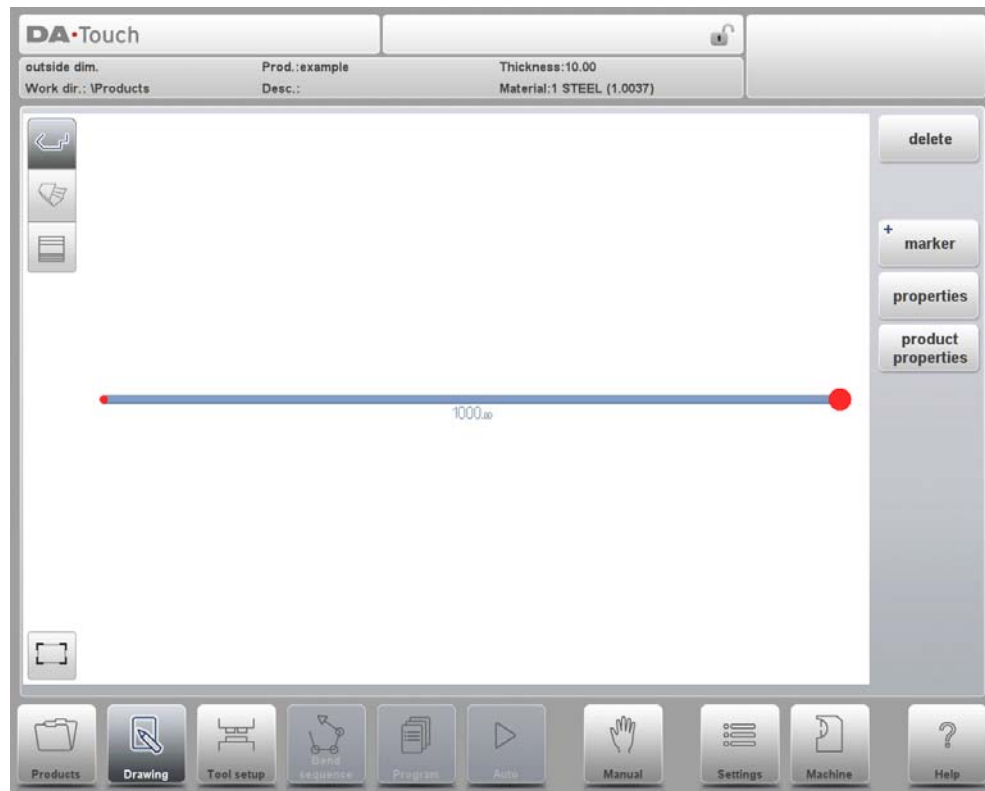 DA·Touch
outside dim. Prod.:example Thickness:10.00
Work dir.: \Products Desc.: Material:1 STEEL (1.0037)
delete
+
marker
properties
product
properties
1000.00
Products Drawing Tool setup Bend
sequence Program Auto Manual Settings Machine ? Help